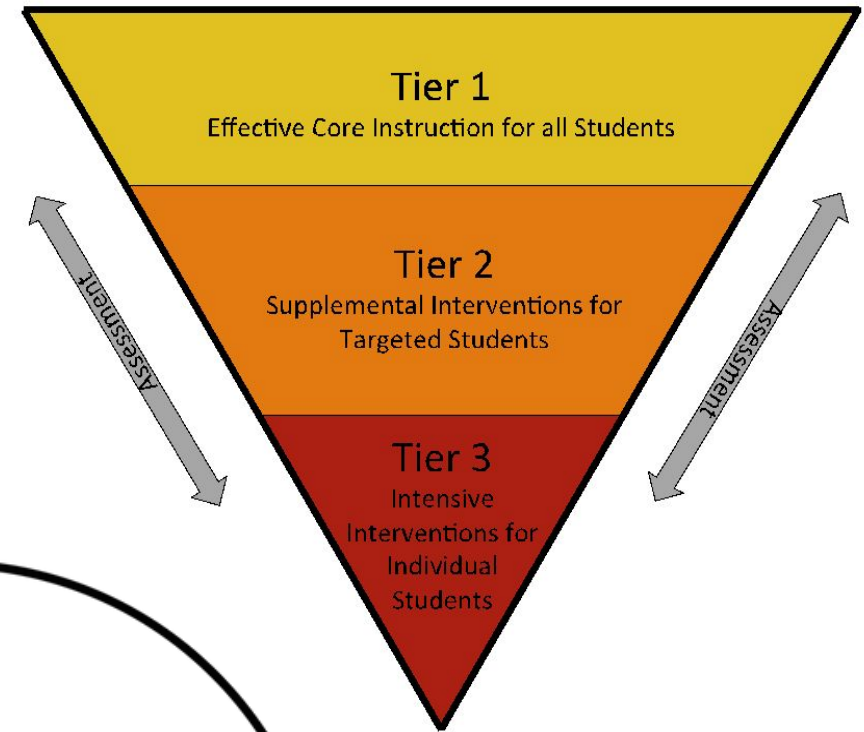 Tier 1
Effective Core Instruction for all Students
Tier 2
Supplemental Interventions for
Targeted Students
Assessment
Assessment
Tier 3
Intensive
Interventions for
Individual
Students